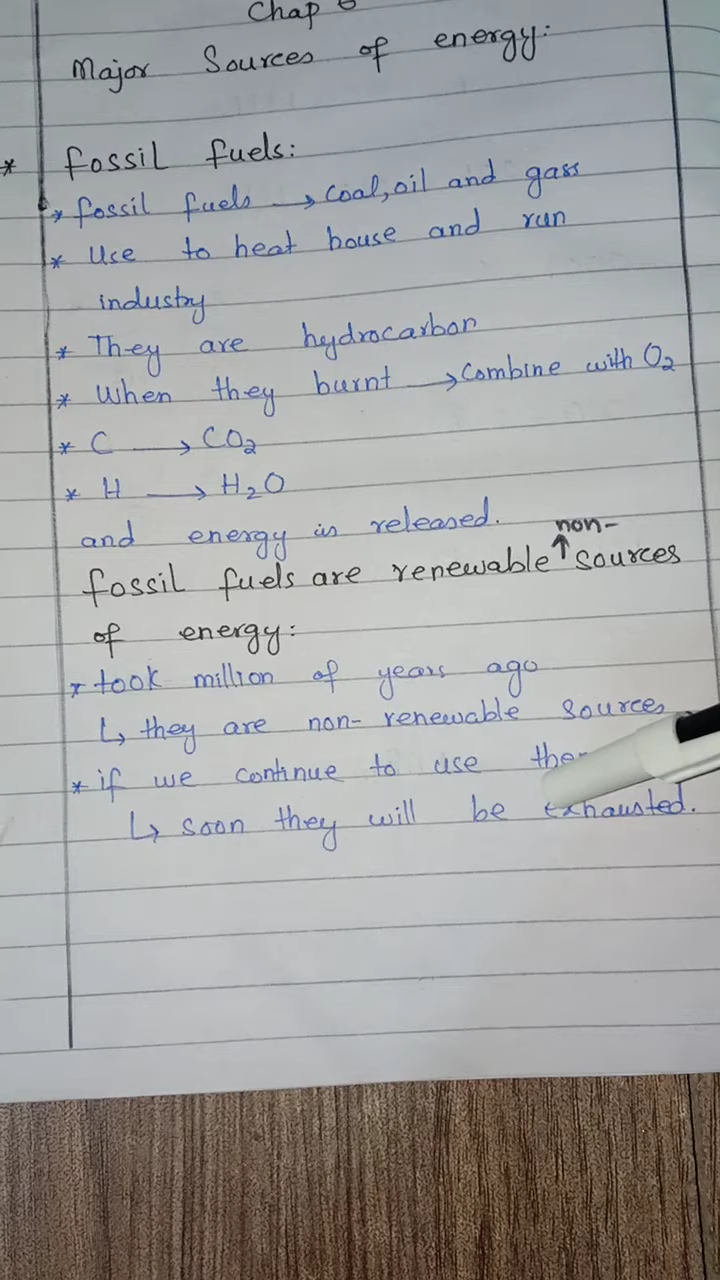 Chap
Major Sources of energy:
* fossil fuels:
* fossil fuels → coal, oil and gass
* Use to heat house and run
industry
* They are hydrocarbon
* When they burnt → Combine with O₂
* C → CO₂
* H → H₂O
and energy is released.
non-
fossil fuels are renewable ↑ sources
of energy:
* took million of years ago
↳ they are non-renewable sources
* if we continue to use
↳ soon they will be exhausted.